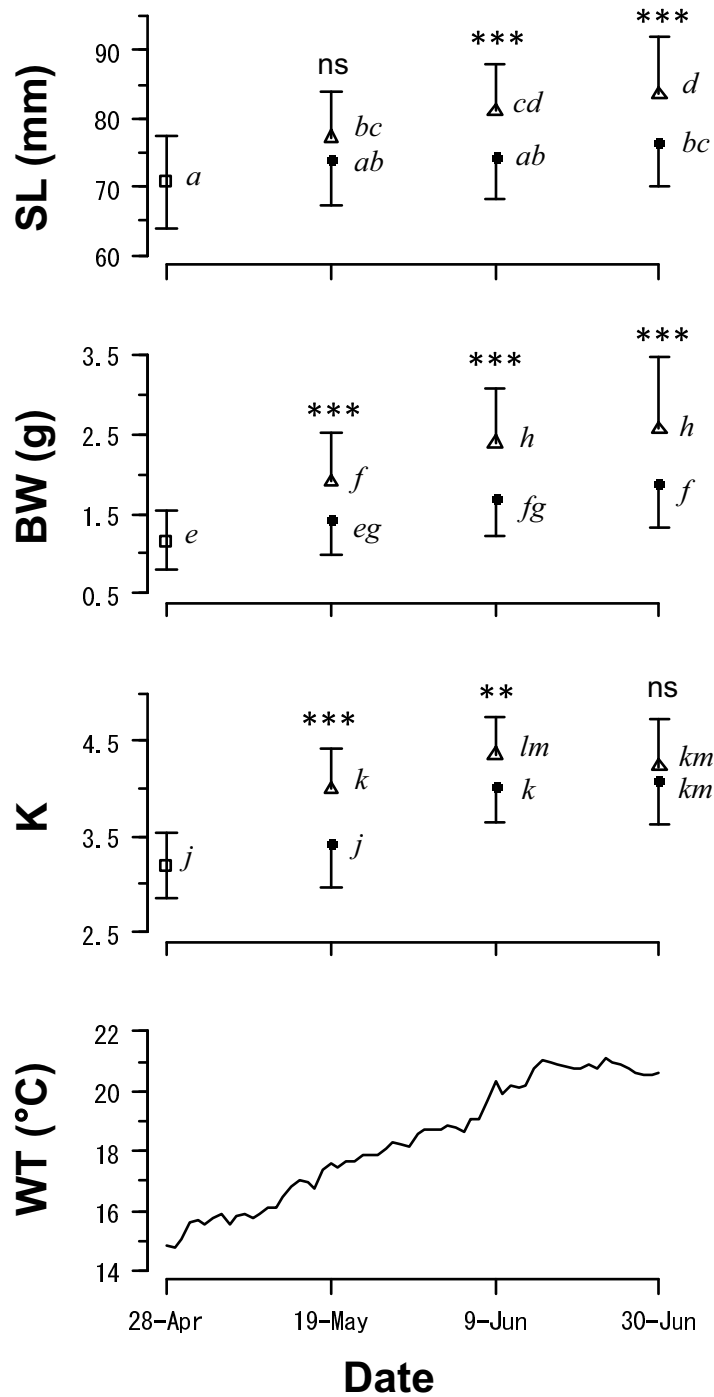 SL (mm)
90
80
70
60
ns
***
***
a
bc
ab
cd
ab
d
bc
BW (g)
3.5
2.5
1.5
0.5
***
***
***
e
f
eg
h
fg
h
f
K
4.5
3.5
2.5
***
**
ns
j
k
j
lm
k
km
km
WT (°C)
22
20
18
16
14
28-Apr
19-May
9-Jun
30-Jun
Date